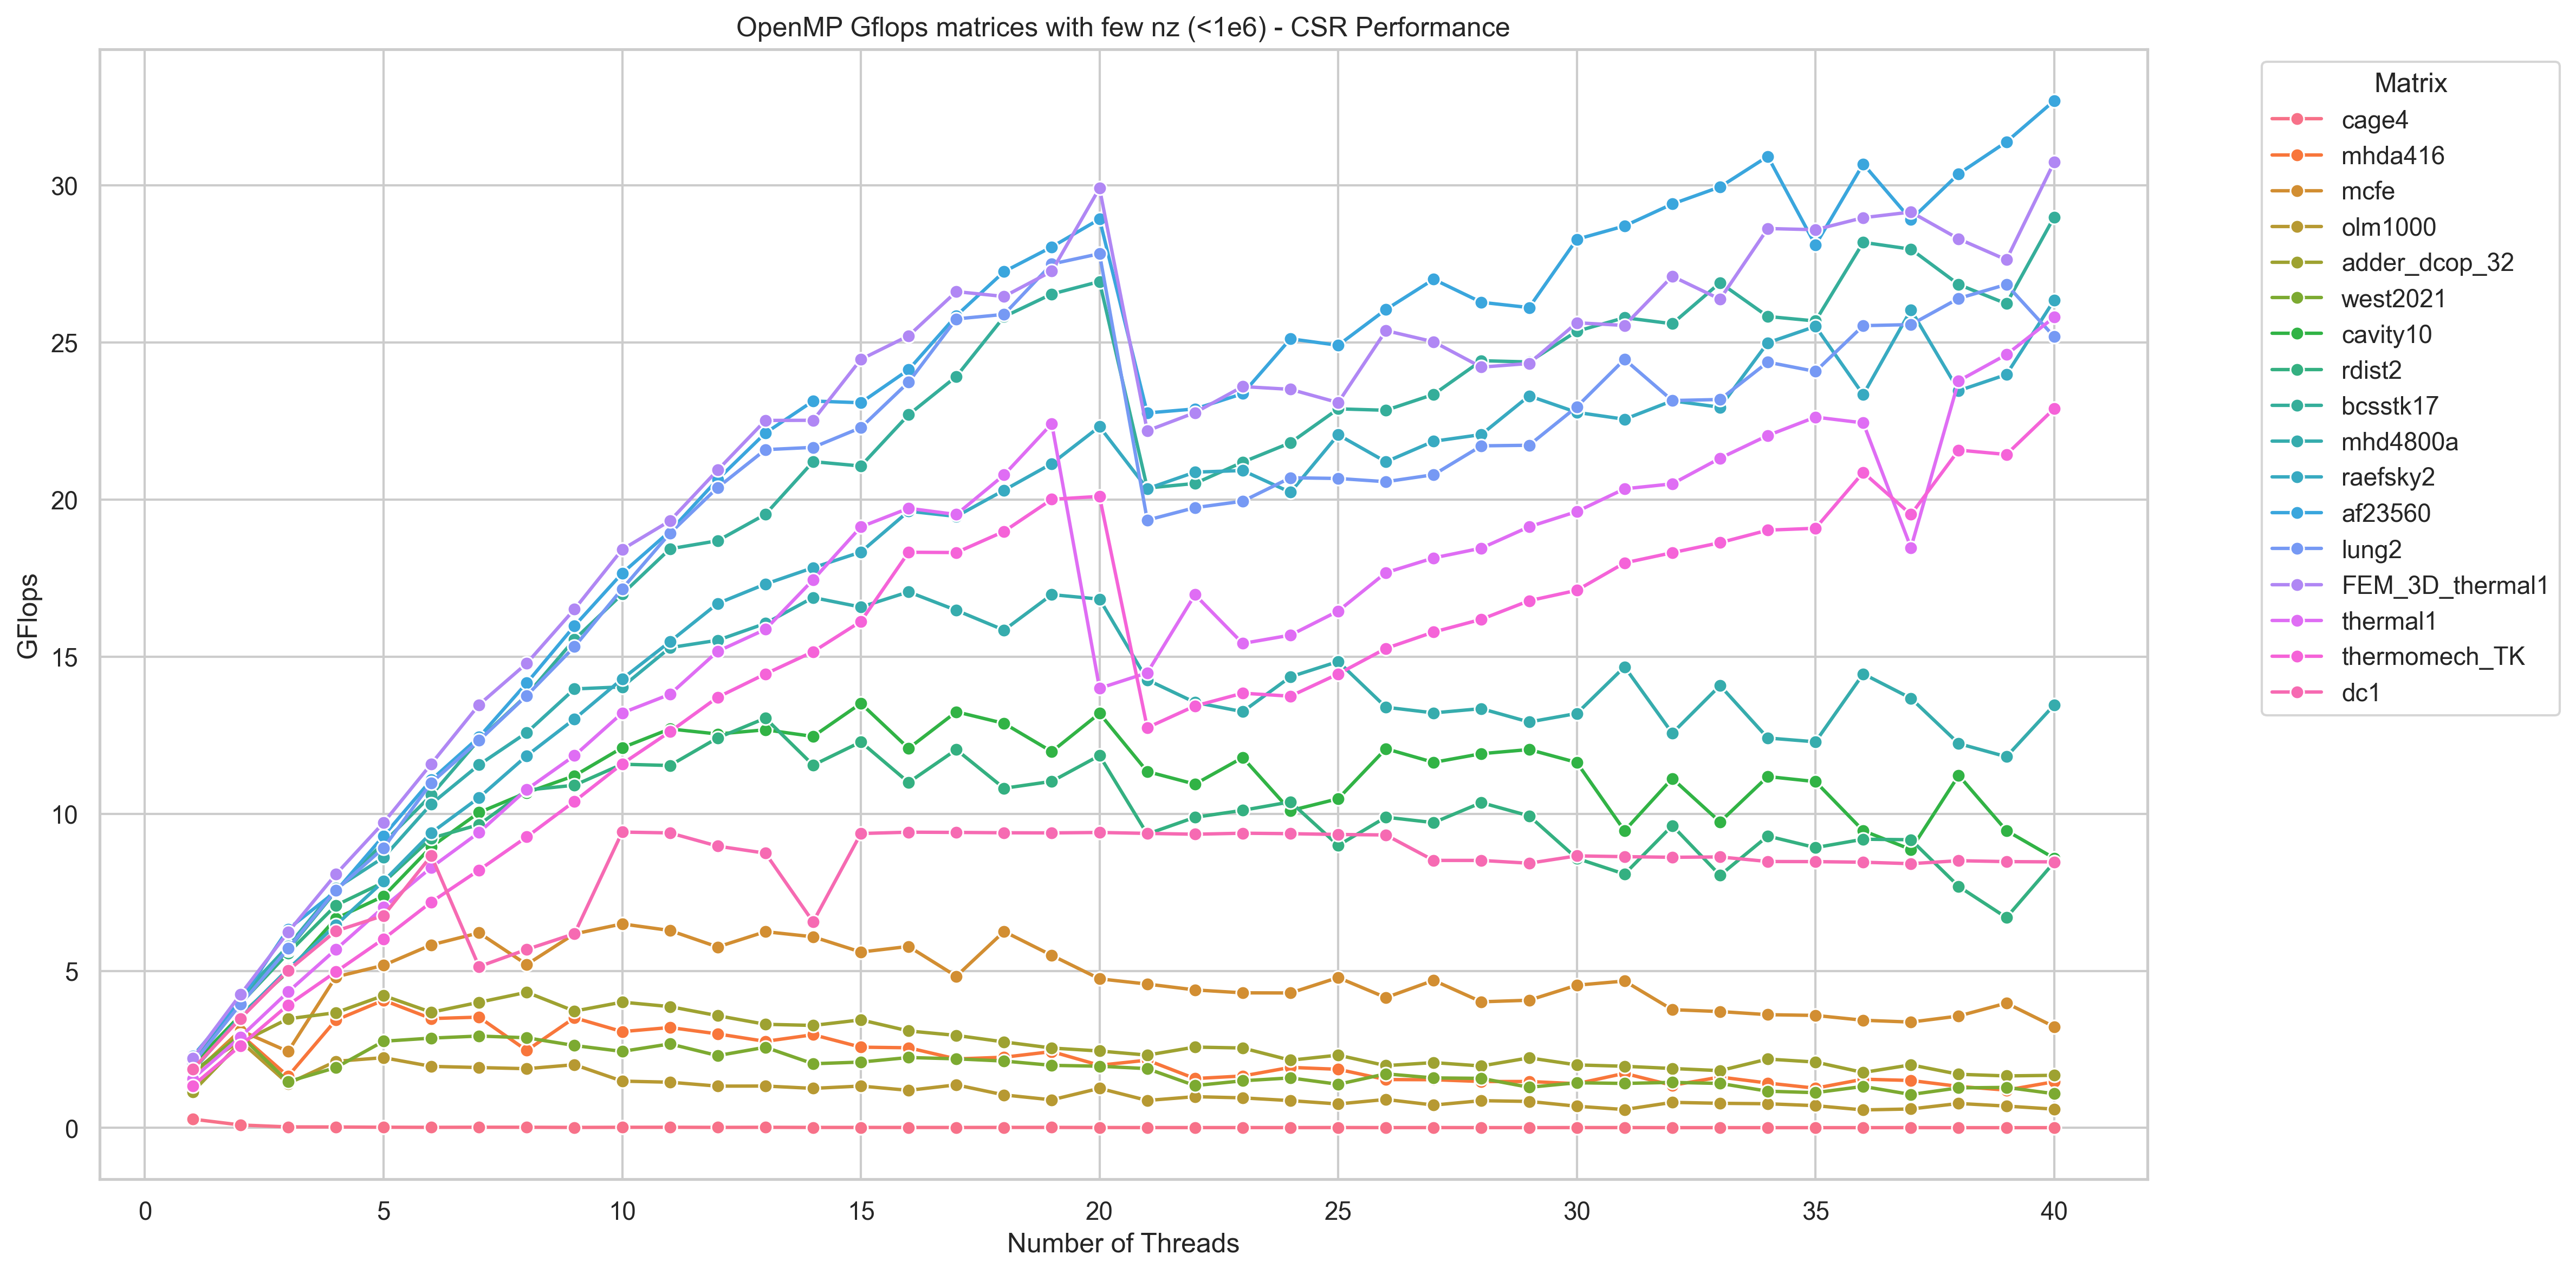 OpenMP Gflops matrices with few nz (<1e6) - CSR Performance
Matrix
cage4
mhda416
mcfe
olm1000
adder_dcop_32
west2021
cavity10
rdist2
bcsstk17
mhd4800a
raefsky2
af23560
lung2
FEM_3D_thermal1
thermal1
thermomech_TK
dc1
GFlops
30
25
20
15
10
5
0
0 5 10 15 20 25 30 35 40
Number of Threads